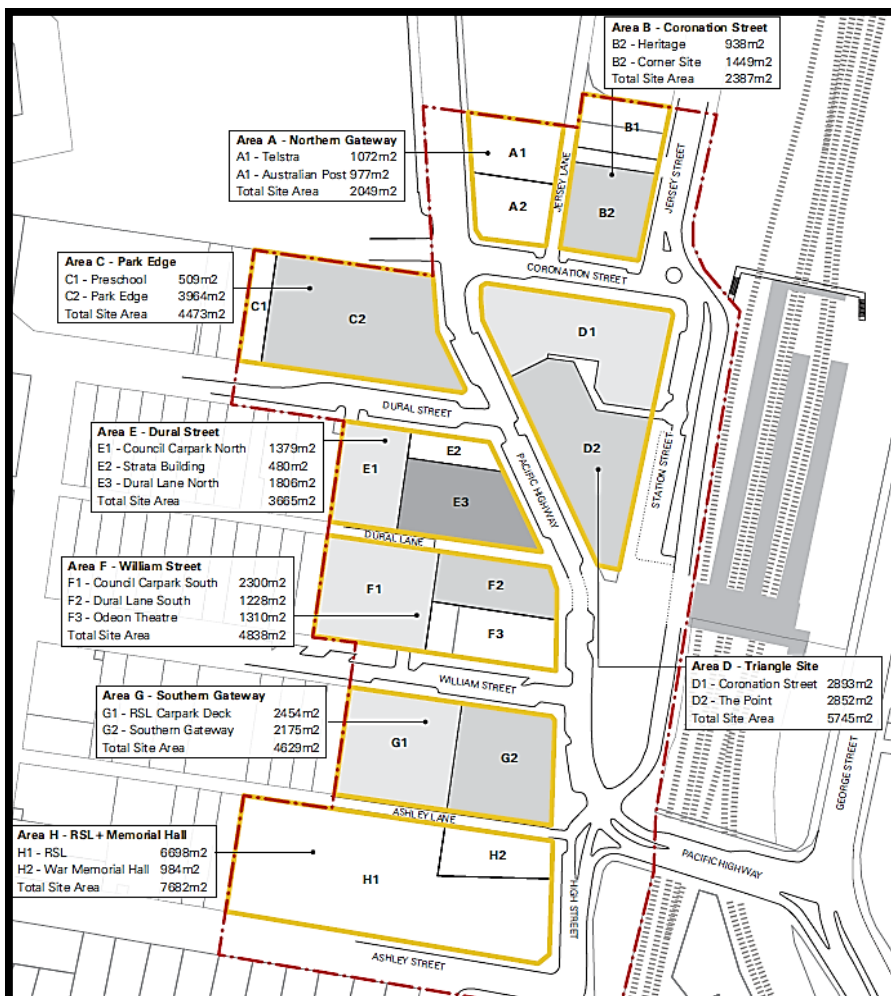 Area B - Coronation Street
B2 - Heritage 938m2
B2 - Corner Site 1449m2
Total Site Area 2387m2
Area A - Northern Gateway
A1 - Telstra 1072m2
A1 - Australian Post 977m2
Total Site Area 2049m2
A1
A2
B1
B2
JERSEY LANE
JERSEY STREET
CORONATION STREET
Area C - Park Edge
C1 - Preschool 509m2
C2 - Park Edge 3964m2
Total Site Area 4473m2
C1
C2
D1
D2
DURAL STREET
PACIFIC HIGHWAY
STATION STREET
Area E - Dural Street
E1 - Council Carpark North 1379m2
E2 - Strata Building 480m2
E3 - Dural Lane North 1806m2
Total Site Area 3665m2
E1
E2
E3
DURAL LANE
Area F - William Street
F1 - Council Carpark South 2300m2
F2 - Dural Lane South 1228m2
F3 - Odeon Theatre 1310m2
Total Site Area 4838m2
F1
F2
F3
WILLIAM STREET
Area D - Triangle Site
D1 - Coronation Street 2893m2
D2 - The Point 2852m2
Total Site Area 5745m2
Area G - Southern Gateway
G1 - RSL Carpark Deck 2454m2
G2 - Southern Gateway 2175m2
Total Site Area 4629m2
G1
G2
GEORGE STREET
ASHLEY LANE
Area H - RSL+ Memorial Hall
H1 - RSL 6698m2
H2 - War Memorial Hall 984m2
Total Site Area 7682m2
H1
H2
PACIFIC HIGHWAY
HIGH STREET
ASHLEY STREET